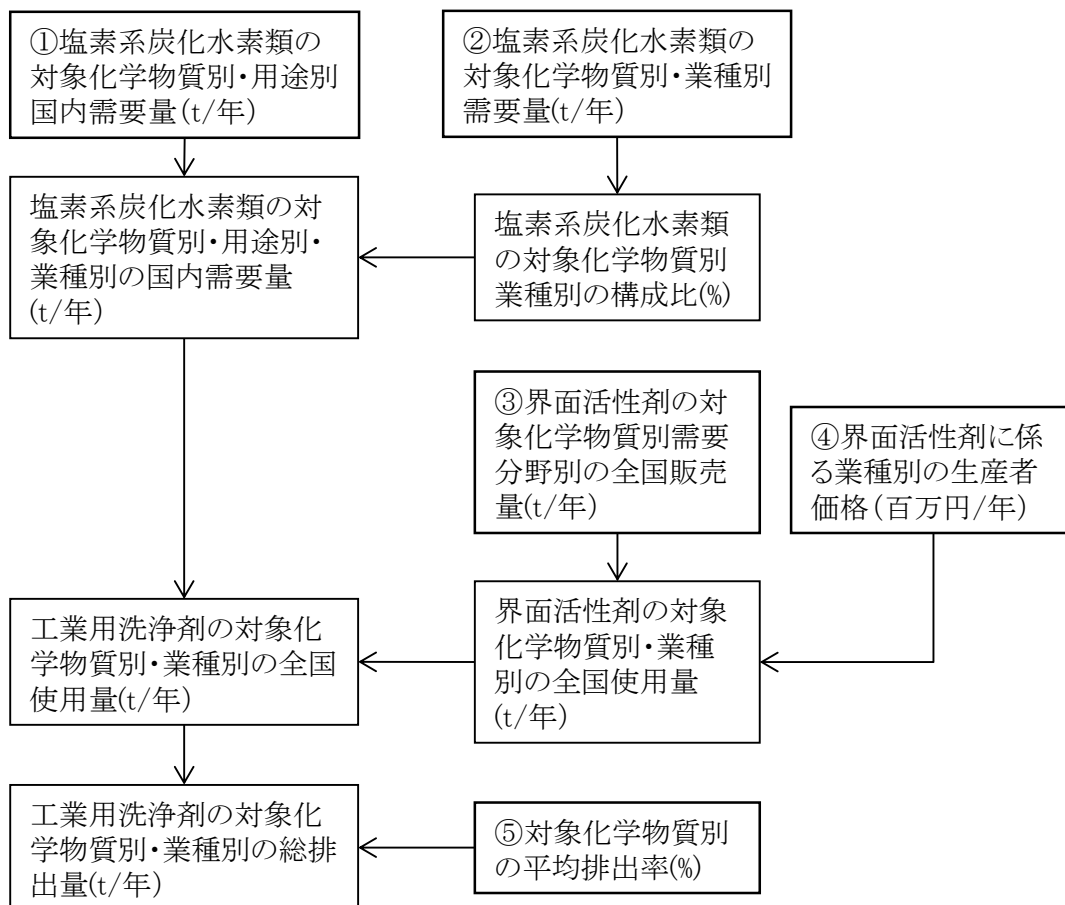 ①塩素系炭化水素類の
対象化学物質別・用途別
国内需要量(t/年)
②塩素系炭化水素類の
対象化学物質別・業種別
需要量(t/年)
塩素系炭化水素類の対
象化学物質別・用途別・
業種別の国内需要量
(t/年)
塩素系炭化水素類
の対象化学物質別
業種別の構成比(%)
③界面活性剤の対
象化学物質別需要
分野別の全国販売
量(t/年)
④界面活性剤に係
る業種別の生産者
価格(百万円/年)
工業用洗浄剤の対象化
学物質別・業種別の全国
使用量(t/年)
界面活性剤の対象
化学物質別・業種
別の全国使用量
(t/年)
工業用洗浄剤の対象化
学物質別・業種別の総排
出量(t/年)
⑤対象化学物質別
の平均排出率(%)